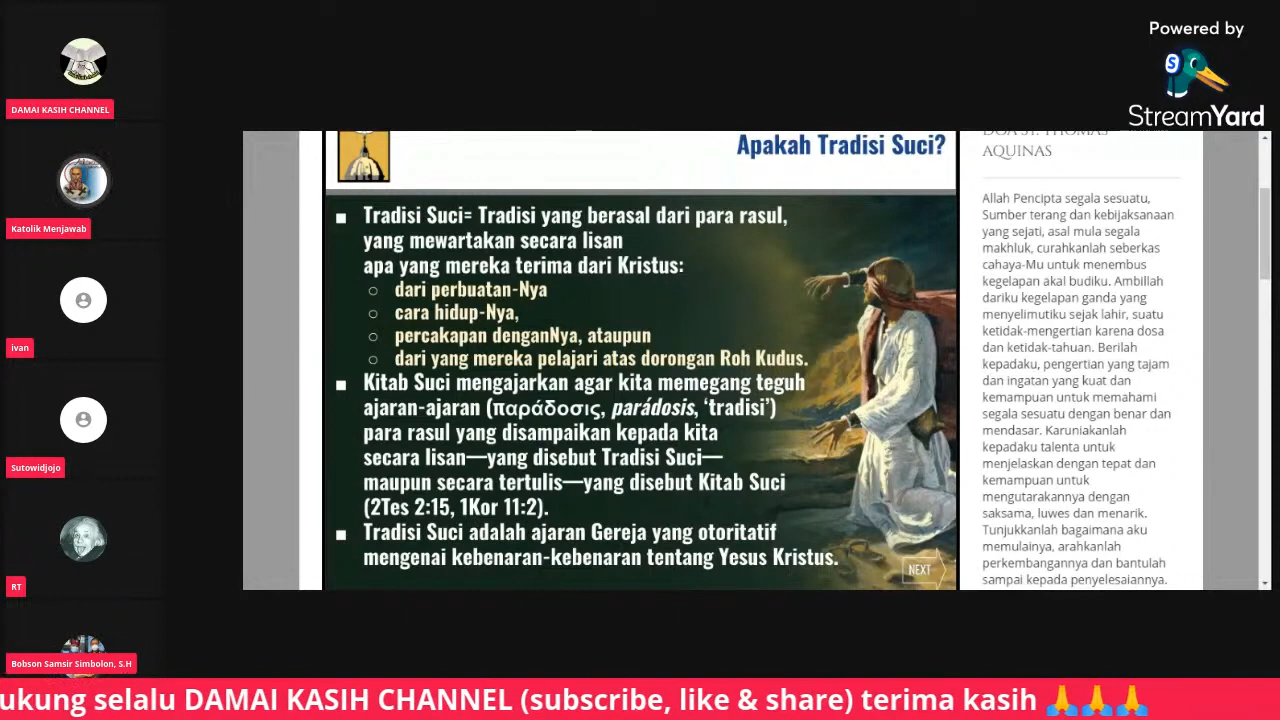 Powered by
StreamYard
DAMAI KASIH CHANNEL
Katolik Menjawab
ivan
Sutowidjojo
RT
Bobson Samsir Simbolon, S.H
Apakah Tradisi Suci?
■ Tradisi Suci= Tradisi yang berasal dari para rasul,
yang mewartakan secara lisan
apa yang mereka terima dari Kristus:
○ dari perbuatan-Nya
○ cara hidup-Nya,
○ percakapan denganNya, ataupun
○ dari yang mereka pelajari atas dorongan Roh Kudus.
■ Kitab Suci mengajarkan agar kita memegang teguh
ajaran-ajaran (παράδοσις, parádosis, ‘tradisi’)
para rasul yang disampaikan kepada kita
secara lisan—yang disebut Tradisi Suci—
maupun secara tertulis—yang disebut Kitab Suci
(2Tes 2:15, 1Kor 11:2).
■ Tradisi Suci adalah ajaran Gereja yang otoritatif
mengenai kebenaran-kebenaran tentang Yesus Kristus.
NEXT
DOA ST. THOMAS
AQUINAS
Allah Pencipta segala sesuatu,
Sumber terang dan kebijaksanaan
yang sejati, asal mula segala
makhluk, curahkanlah seberkas
cahaya-Mu untuk menembus
kegelapan akal budiku. Ambillah
dariku kegelapan ganda yang
menyelimutiku sejak lahir, suatu
ketidak-mengertian karena dosa
dan ketidak-tahuan. Berilah
kepadaku, pengertian yang tajam
dan ingatan yang kuat dan
kemampuan untuk memahami
segala sesuatu dengan benar dan
mendasar. Karuniakanlah
kepadaku talenta untuk
menjelaskan dengan tepat dan
kemampuan untuk
mengutarakannya dengan
saksama, luwes dan menarik.
Tunjukkanlah bagaimana aku
memulainya, arahkanlah
perkembangannya dan bantulah
sampai kepada penyelesaiannya.
ukung selalu DAMAI KASIH CHANNEL (subscribe, like & share) terima kasih 🙏🙏🙏